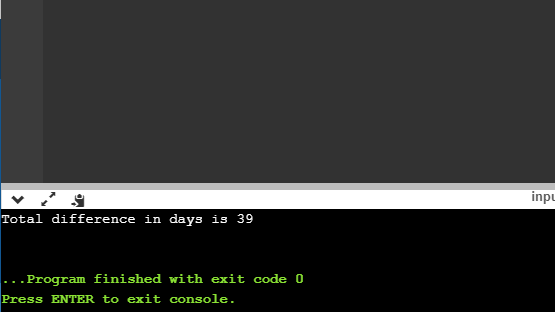 inpu
Total difference in days is 39
...Program finished with exit code 0
Press ENTER to exit console.